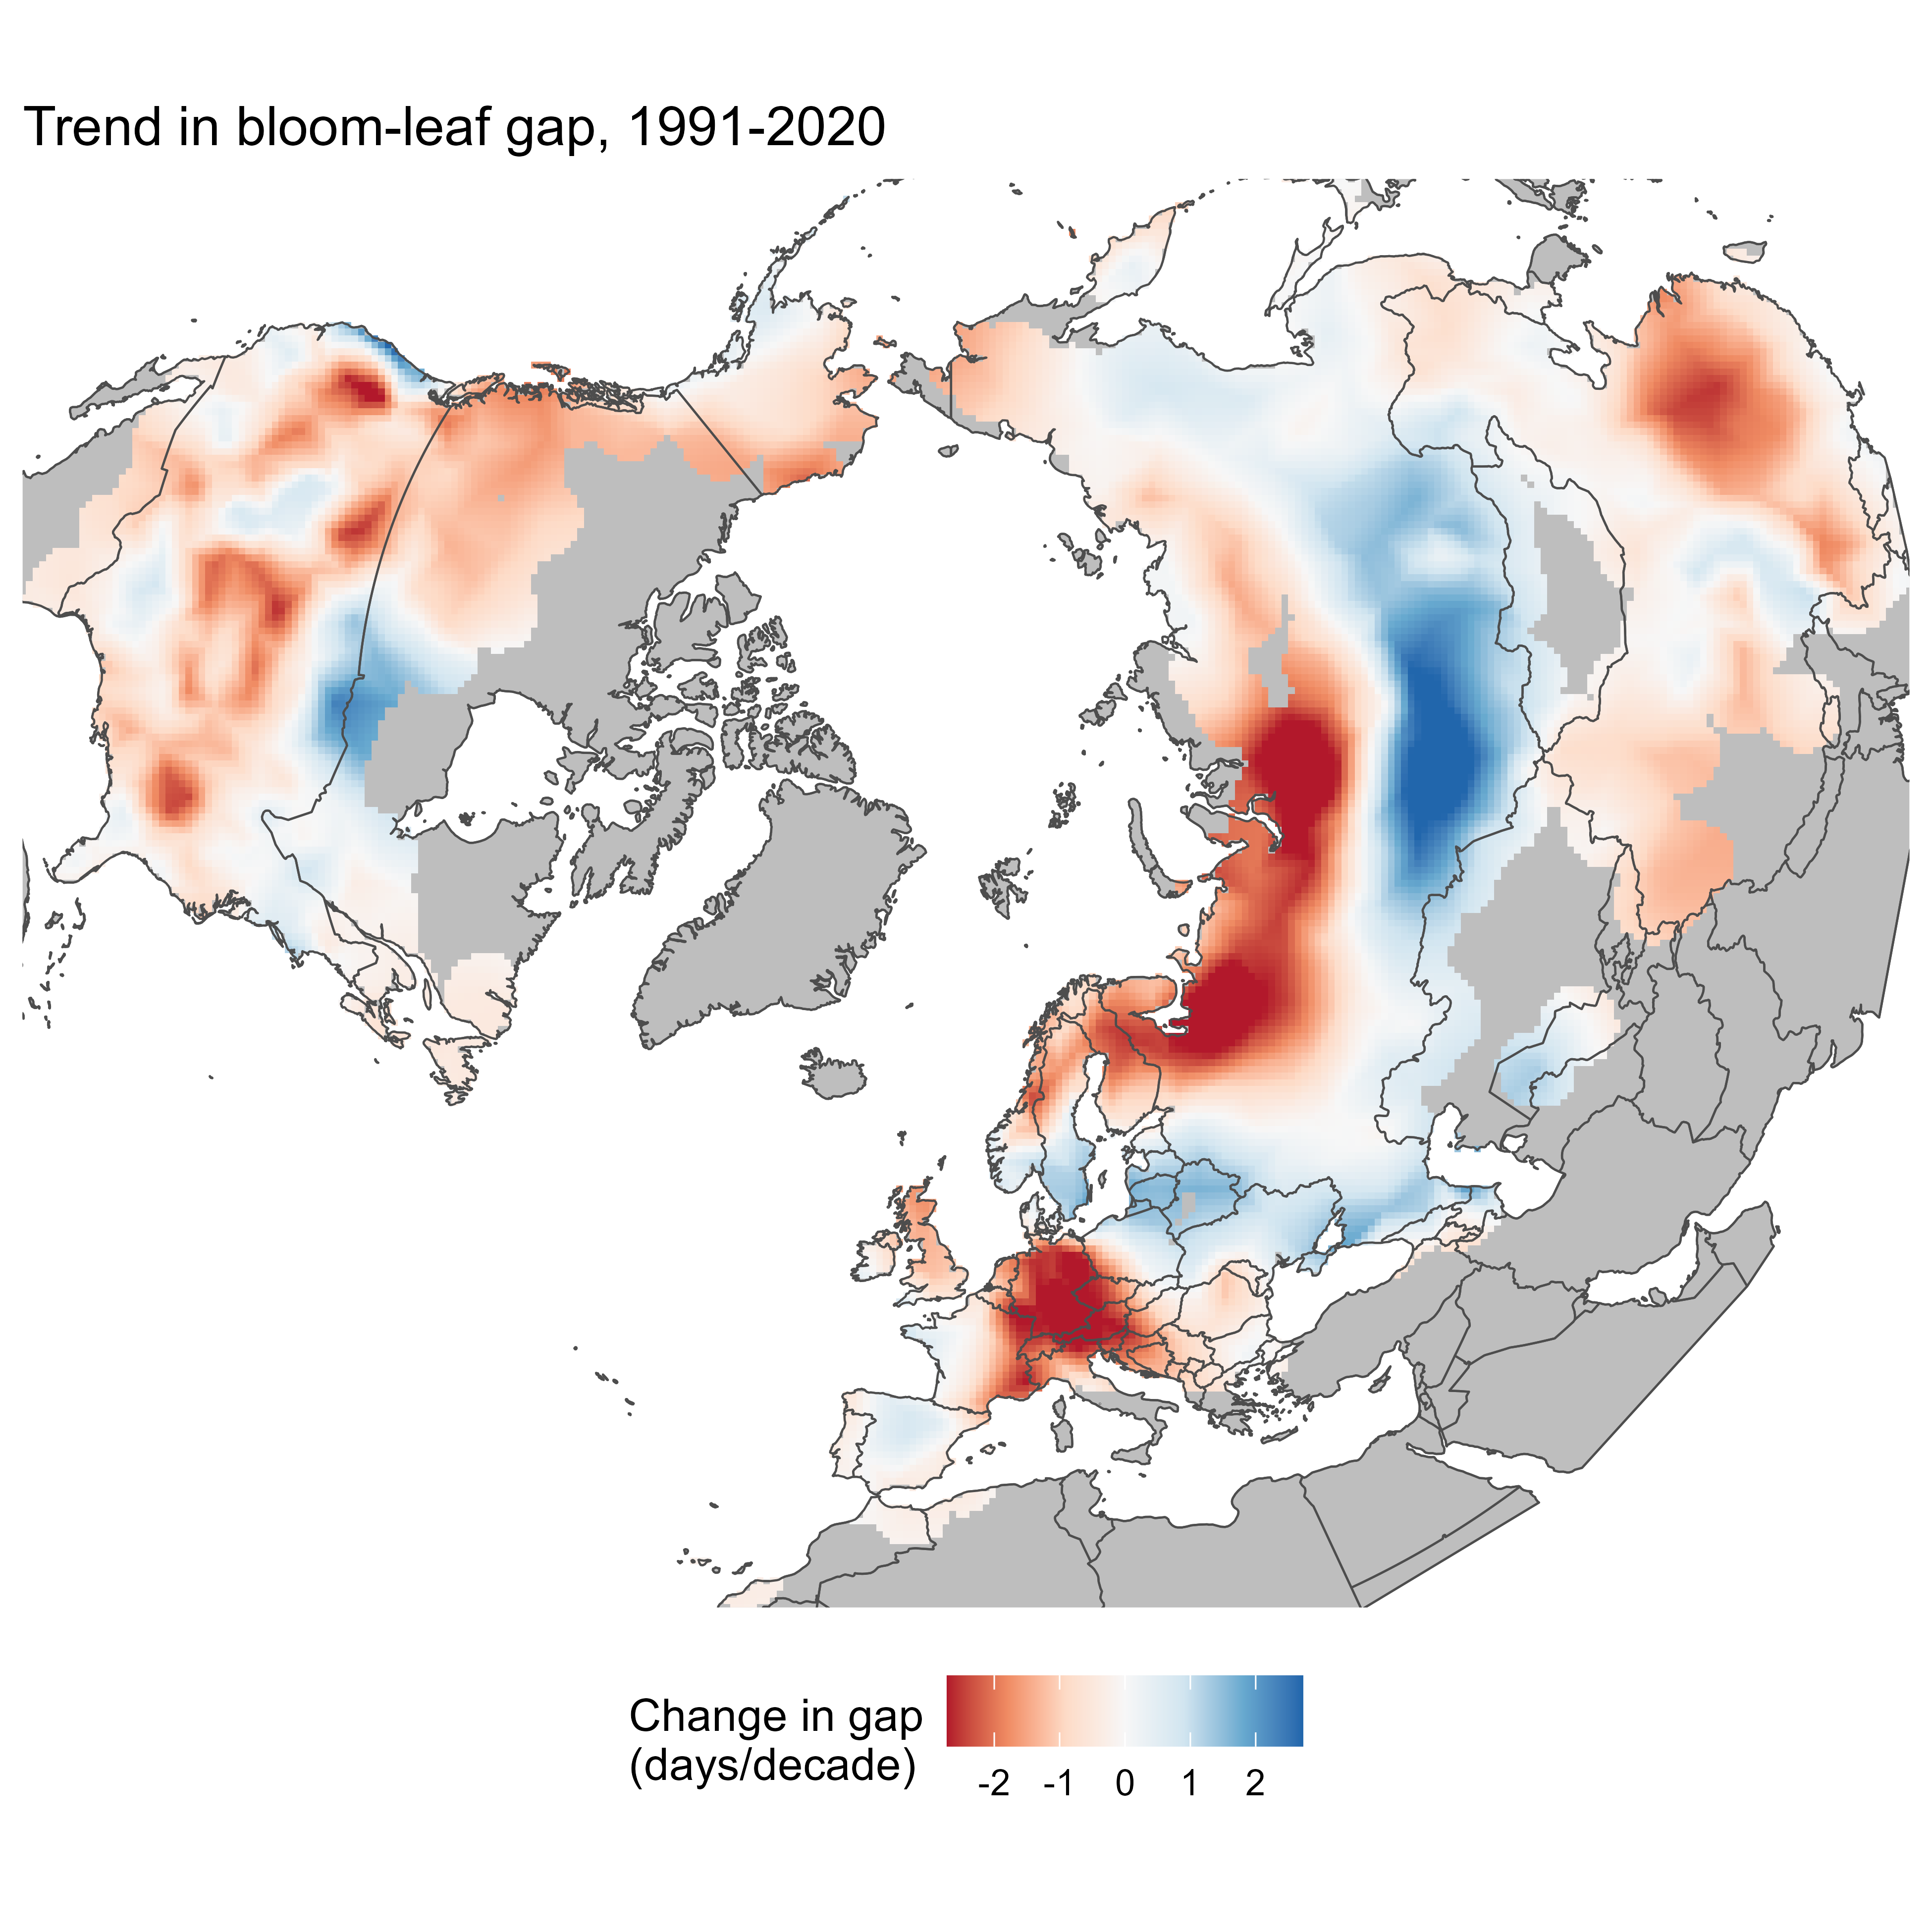 Trend in bloom-leaf gap, 1991-2020
Change in gap
(days/decade)
-2 -1 0 1 2